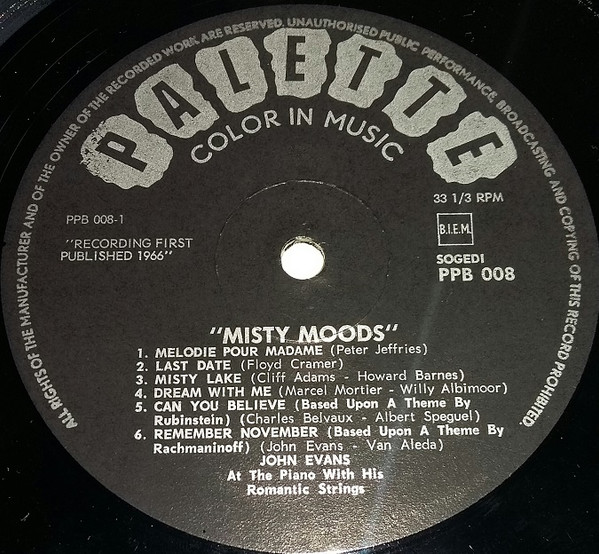 ALL RIGHTS OF THE MANUFACTURER AND OF THE OWNER OF THE RECORDED WORK ARE RESERVED. UNAUTHORISED PUBLIC PERFORMANCE, BROADCASTING AND COPYING OF THIS RECORD PROHIBITED.
PALETTE
COLOR IN MUSIC
33 1/3 RPM
PPB 008-1
B.I.E.M.
"RECORDING FIRST
PUBLISHED 1966"
SOGEDI
PPB 008
"MISTY MOODS"
1. MELODIE POUR MADAME (Peter Jeffries)
2. LAST DATE (Floyd Cramer)
3. MISTY LAKE (Cliff Adams - Howard Barnes)
4. DREAM WITH ME (Marcel Mortier - Willy Albimoor)
5. CAN YOU BELIEVE (Based Upon A Theme By
Rubinstein) (Charles Belvaux - Albert Speguel)
6. REMEMBER NOVEMBER (Based Upon A Theme By
Rachmaninoff) (John Evans - Van Aleda)
JOHN EVANS
At The Piano With His
Romantic Strings